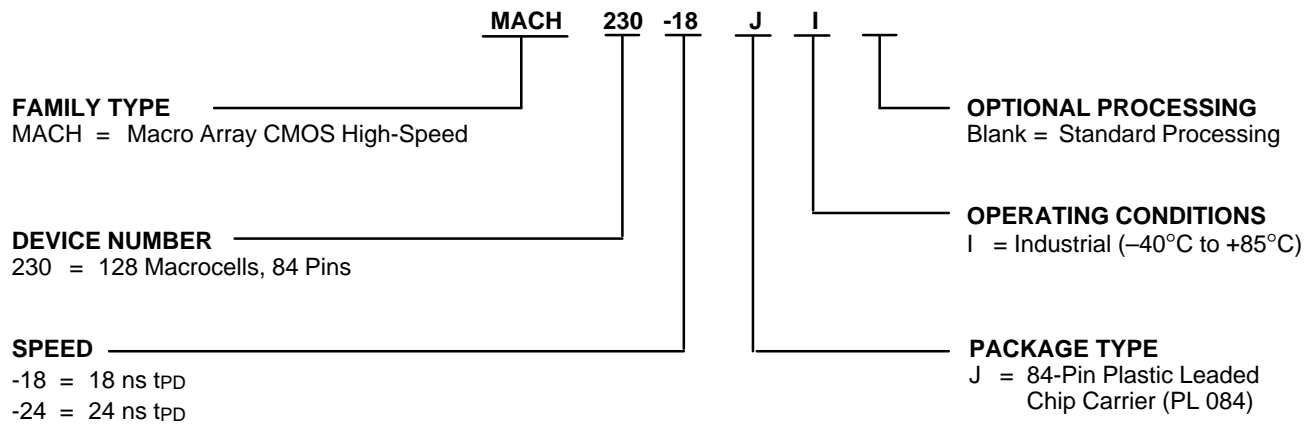 MACH 230 -18 J I
FAMILY TYPE
MACH = Macro Array CMOS High-Speed
DEVICE NUMBER
230 = 128 Macrocells, 84 Pins
SPEED
-18 = 18 ns tPD
-24 = 24 ns tPD
OPTIONAL PROCESSING
Blank = Standard Processing
OPERATING CONDITIONS
I = Industrial (–40°C to +85°C)
PACKAGE TYPE
J = 84-Pin Plastic Leaded
Chip Carrier (PL 084)